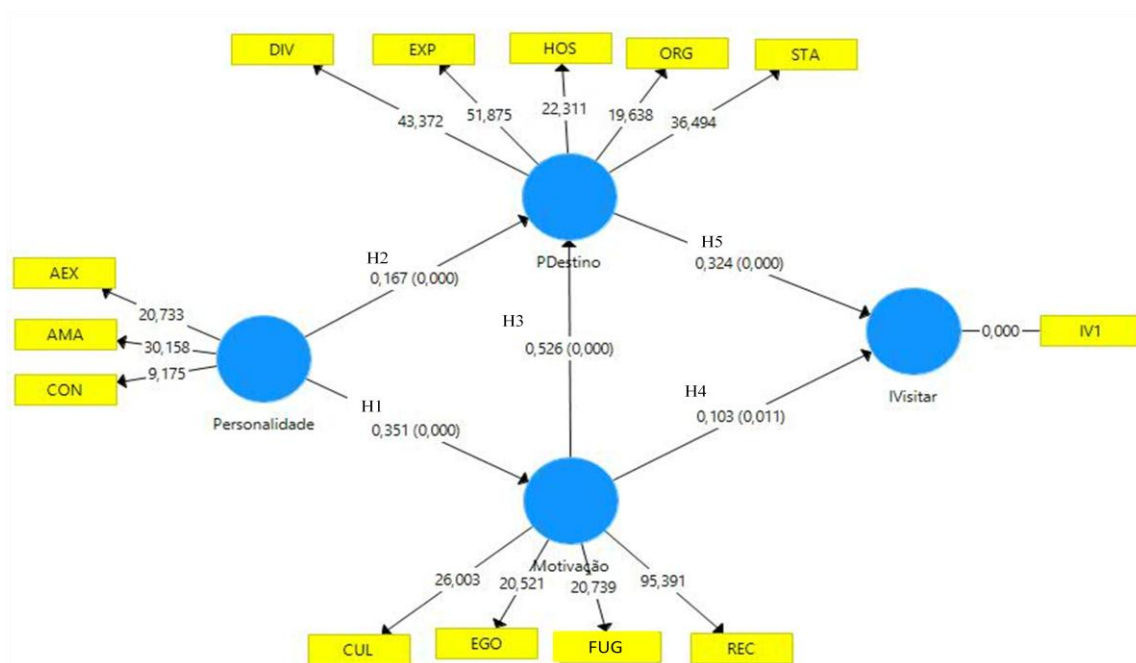 DIV
EXP
HOS
ORG
STA
43,372
51,875
22,311
19,638
36,494
PDestino
H2
0,167 (0,000)
H5
0,324 (0,000)
AEX
AMA
CON
20,733
30,158
9,175
Personalidade
H3
0,526 (0,000)
IVisitar
0,000
IV1
H1
0,351 (0,000)
H4
0,103 (0,011)
Motivação
26,003
20,521
20,739
95,391
CUL
EGO
FUG
REC